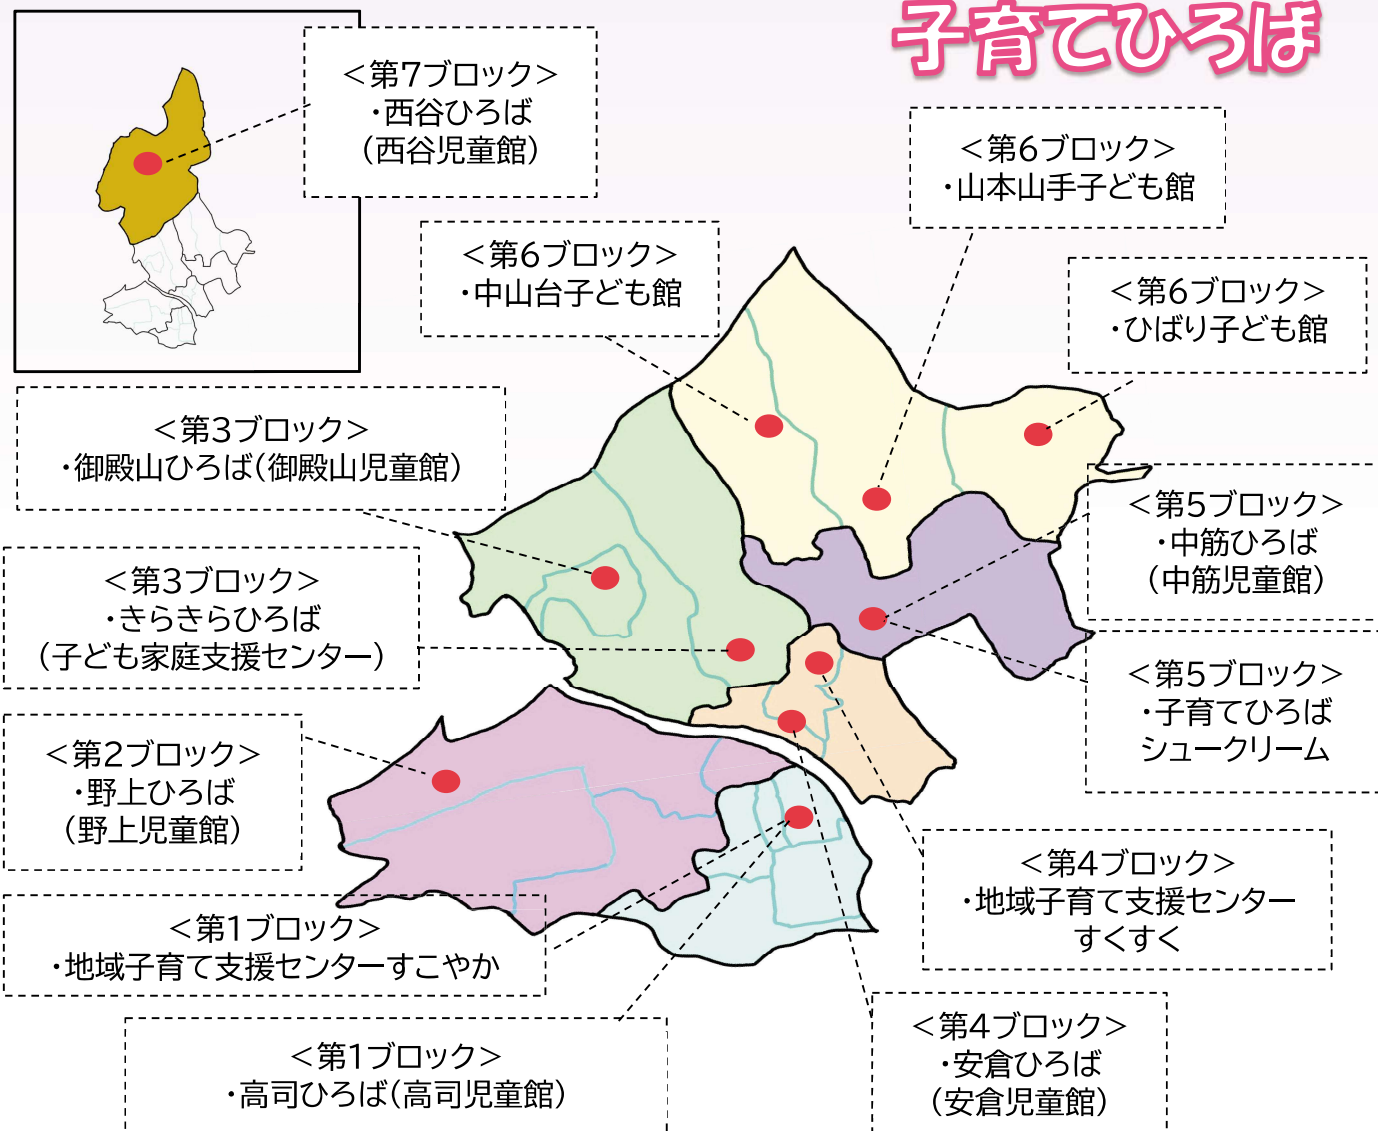 子育てひろば
＜第7ブロック＞
・西谷ひろば
（西谷児童館）
＜第6ブロック＞
・山本山手子ども館
＜第6ブロック＞
・中山台子ども館
＜第6ブロック＞
・ひばり子ども館
＜第3ブロック＞
・御殿山ひろば（御殿山児童館）
＜第5ブロック＞
・中筋ひろば
（中筋児童館）
＜第3ブロック＞
・きらきらひろば
（子ども家庭支援センター）
＜第5ブロック＞
・子育てひろば
シュークリーム
＜第2ブロック＞
・野上ひろば
（野上児童館）
＜第4ブロック＞
・地域子育て支援センター
すくすく
＜第1ブロック＞
・地域子育て支援センターすこやか
＜第4ブロック＞
・安倉ひろば
（安倉児童館）
＜第1ブロック＞
・高司ひろば（高司児童館）